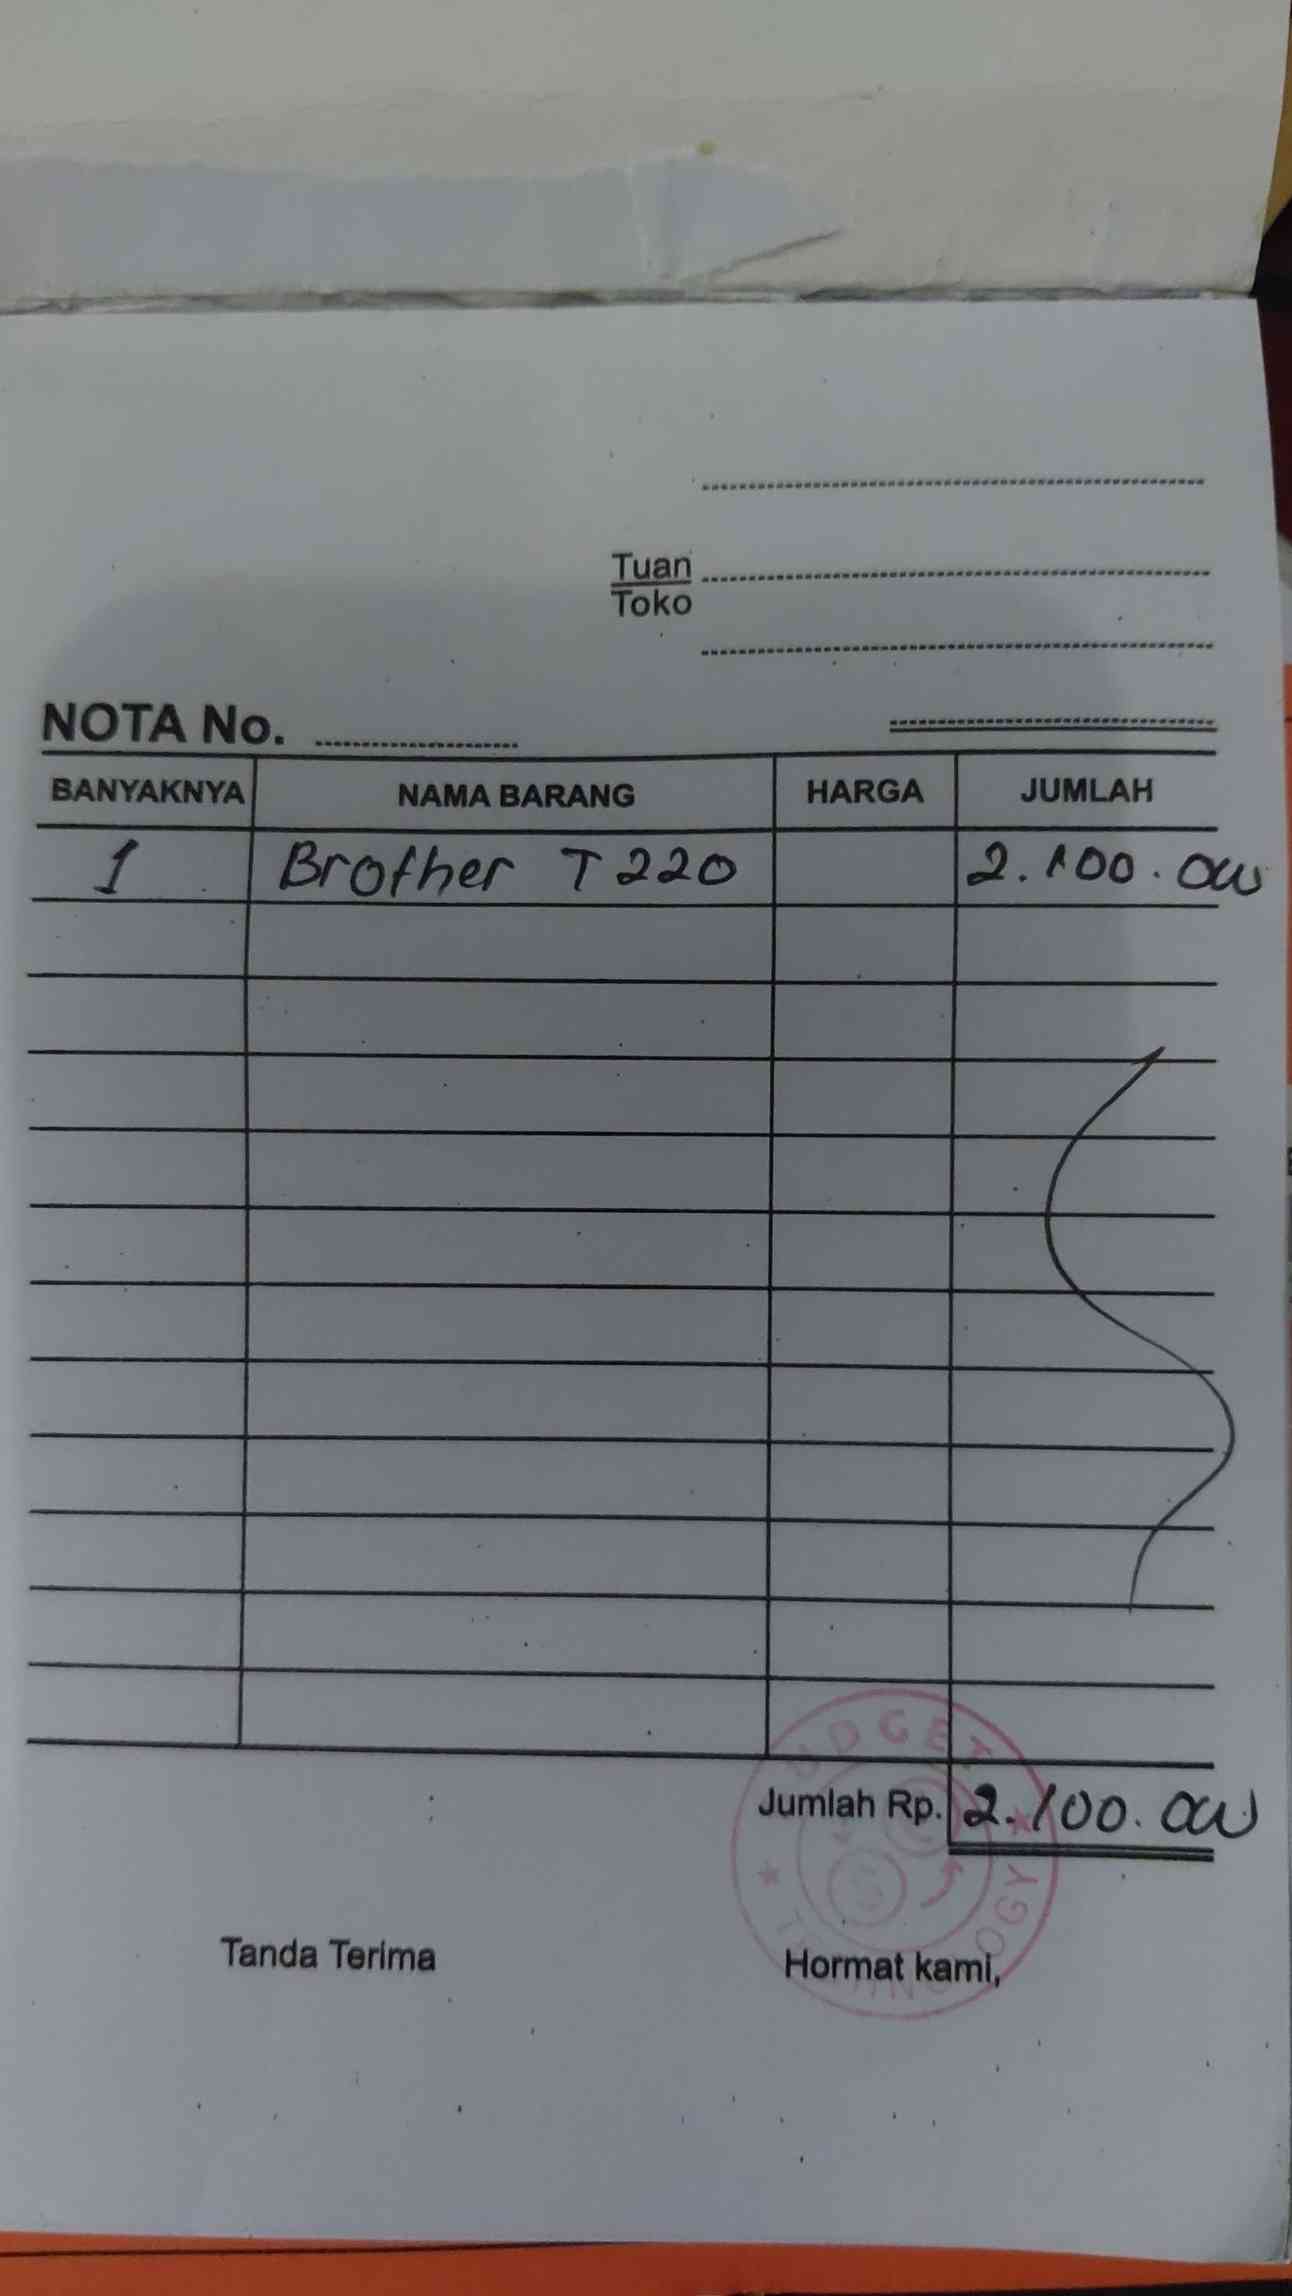 Tuan
Toko
NOTA No.
BANYAKNYA NAMA BARANG HARGA JUMLAH
1 Brother T220 2.100.000
Jumlah Rp. 2.100.000
Tanda Terima Hormat kami,
UDGET